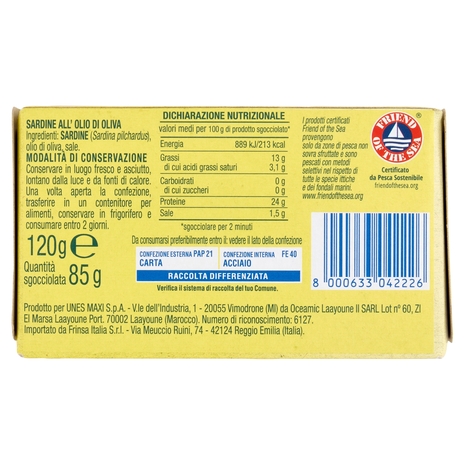 SARDINE ALL' OLIO DI OLIVA
Ingredienti: SARDINE (Sardina pilchardus),
olio di oliva, sale.
MODALITÀ DI CONSERVAZIONE
Conservare in luogo fresco e asciutto,
lontano dalla luce e da fonti di calore.
Una volta aperta la confezione,
trasferire in un contenitore per
alimenti, conservare in frigorifero e
consumare entro 2 giorni.
120g e
Quantità
sgocciolata 85g
DICHIARAZIONE NUTRIZIONALE
valori medi per 100 g di prodotto sgocciolato*
Energia 889 kJ/213 kcal
Grassi 13 g
di cui acidi grassi saturi 3,1 g
Carboidrati 0 g
di cui zuccheri 0 g
Proteine 24 g
Sale 1,5 g
*sgocciolare per 2 minuti
Da consumarsi preferibilmente entro il: vedere il lato della confezione
CONFEZIONE ESTERNA PAP 21
CARTA
CONFEZIONE INTERNA FE 40
ACCIAIO
RACCOLTA DIFFERENZIATA
Verifica il sistema di raccolta del tuo Comune.
I prodotti certificati
Friend of the Sea
provengono
solo da zone di pesca non
sovra sfruttate e sono
pescati con metodi
selettivi che rispettano in
toto le specie ittiche
e dei fondali marini.
www.friendofthesea.org
FRIEND
OF THE SEA
Certificato
da Pesca Sostenibile
friendofthesea.org
8 000633 042226
Prodotto per UNES MAXI S.p.A. - V.le dell'Industria, 1 - 20055 Vimodrone (MI) da Oceamic Laayoune II SARL Lot n° 60, ZI
El Marsa Laayoune Port. 70002 Laayoune (Marocco). Numero di riconoscimento: 6127.
Importato da Frinsa Italia S.r.l. - Via Meuccio Ruini, 74 - 42124 Reggio Emilia (Italia).